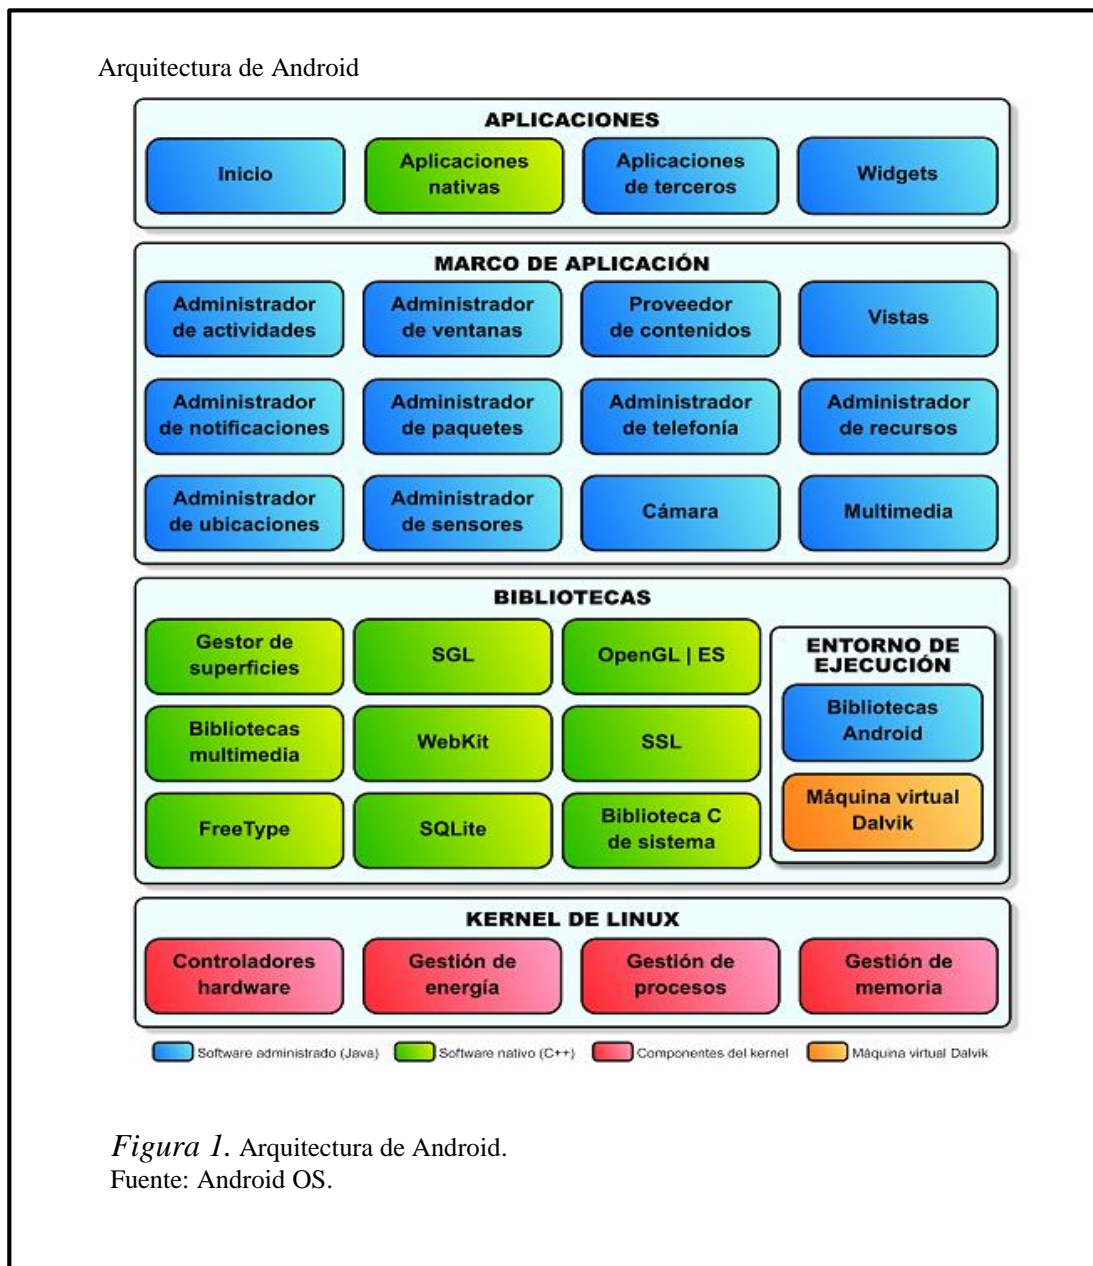 Arquitectura de Android
APLICACIONES
Inicio
Aplicaciones
nativas
Aplicaciones
de terceros
Widgets
MARCO DE APLICACIÓN
Administrador
de actividades
Administrador
de ventanas
Proveedor
de contenidos
Vistas
Administrador
de notificaciones
Administrador
de paquetes
Administrador
de telefonía
Administrador
de recursos
Administrador
de ubicaciones
Administrador
de sensores
Cámara
Multimedia
BIBLIOTECAS
Gestor de
superficies
SGL
OpenGL | ES
Bibliotecas
multimedia
WebKit
SSL
FreeType
SQLite
Biblioteca C
de sistema
ENTORNO DE
EJECUCIÓN
Bibliotecas
Android
Máquina virtual
Dalvik
KERNEL DE LINUX
Controladores
hardware
Gestión de
energía
Gestión de
procesos
Gestión de
memoria
Software administrado (Java)
Software nativo (C++)
Componentes del kernel
Máquina virtual Dalvik
Figura 1. Arquitectura de Android.
Fuente: Android OS.